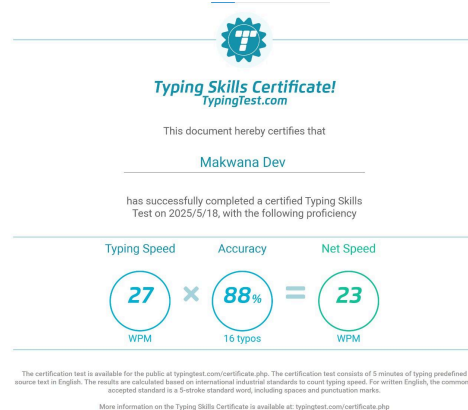 Typing Skills Certificate!
TypingTest.com
This document hereby certifies that
Makwana Dev
has successfully completed a certified Typing Skills
Test on 2025/5/18, with the following proficiency
Typing Speed Accuracy Net Speed
27 × 88% = 23
WPM 16 typos WPM
The certification test is available for the public at typingtest.com/certificate.php. The certification test consists of 5 minutes of typing predefined
source text in English. The results are calculated based on international industrial standards to count typing speed. For written English, the common
accepted standard is a 5-stroke standard word, including spaces and punctuation marks.
More information on the Typing Skills Certificate is available at: typingtest.com/certificate.php